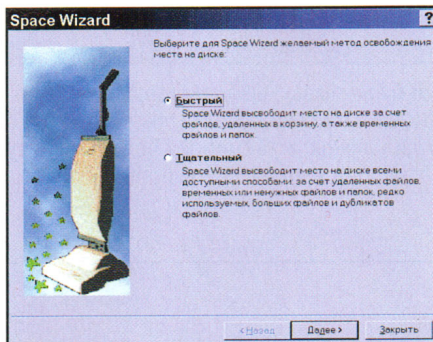 Space Wizard
?
Выберите для Space Wizard желаемый метод освобождения
места на диске:
Быстрый
Space Wizard высвободит место на диске за счет
файлов, удаленных в корзину, а также временных
файлов и папок.
Тщательный
Space Wizard высвободит место на диске всеми
доступными способами: за счет удаленных файлов,
временных или ненужных файлов и папок, редко
используемых, больших файлов и дубликатов
файлов.
< Назад
Далее >
Закрыть